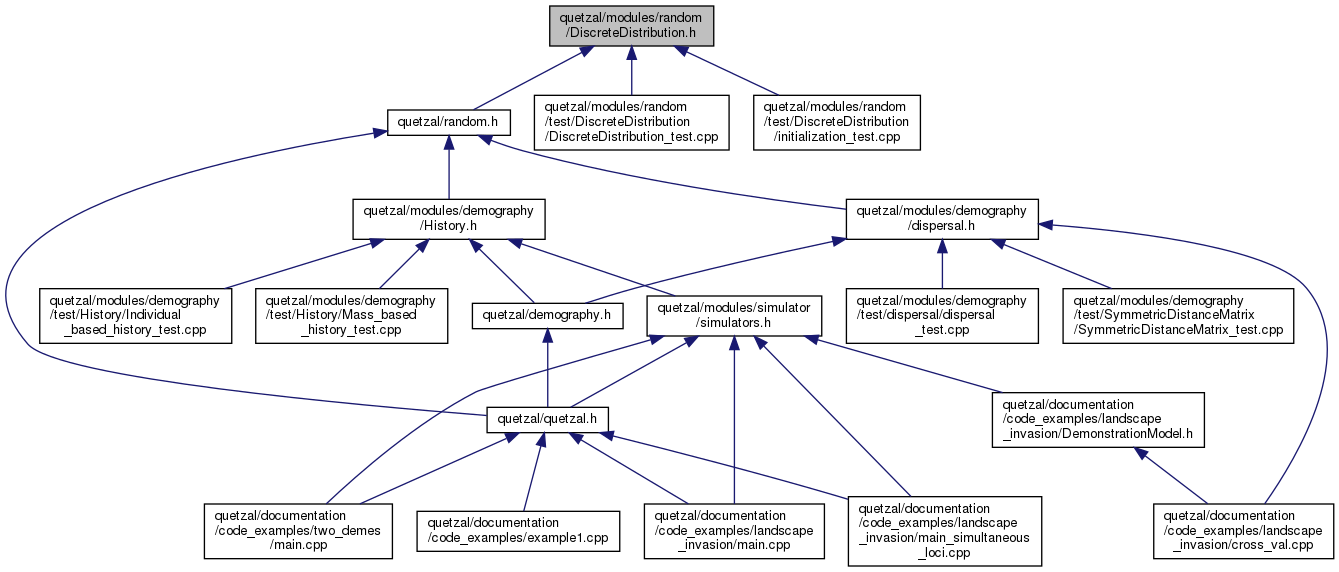 quetzal/modules/random
/DiscreteDistribution.h
quetzal/random.h
quetzal/modules/random
/test/DiscreteDistribution
/DiscreteDistribution_test.cpp
quetzal/modules/random
/test/DiscreteDistribution
/initialization_test.cpp
quetzal/modules/demography
/History.h
quetzal/modules/demography
/dispersal.h
quetzal/modules/demography
/test/History/Individual
_based_history_test.cpp
quetzal/modules/demography
/test/History/Mass_based
_history_test.cpp
quetzal/demography.h
quetzal/modules/simulator
/simulators.h
quetzal/modules/demography
/test/dispersal/dispersal
_test.cpp
quetzal/modules/demography
/test/SymmetricDistanceMatrix
/SymmetricDistanceMatrix_test.cpp
quetzal/quetzal.h
quetzal/documentation
/code_examples/landscape
_invasion/DemonstrationModel.h
quetzal/documentation
/code_examples/two_demes
/main.cpp
quetzal/documentation
/code_examples/example1.cpp
quetzal/documentation
/code_examples/landscape
_invasion/main.cpp
quetzal/documentation
/code_examples/landscape
_invasion/main_simultaneous
_loci.cpp
quetzal/documentation
/code_examples/landscape
_invasion/cross_val.cpp